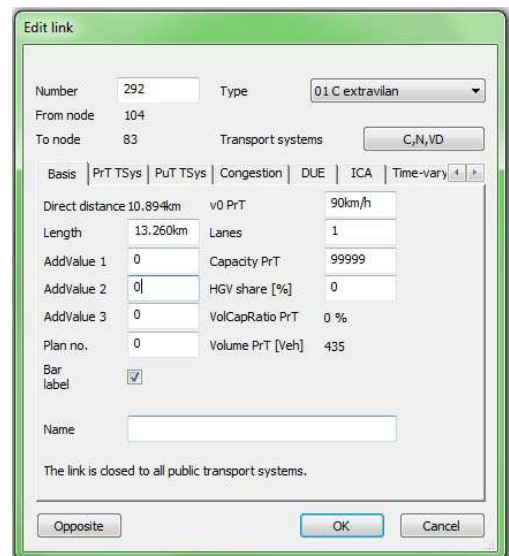 Edit link
Number 292 Type 01 C extravilan
From node 104
To node 83 Transport systems C,N,VD
Basis PrT TSys PuT TSys Congestion DUE ICA Time-vary
Direct distance 10.894km v0 PrT 90km/h
Length 13.260km Lanes 1
AddValue 1 0 Capacity PrT 99999
AddValue 2 0 HGV share [%] 0
AddValue 3 0 VolCapRatio PrT 0 %
Plan no. 0 Volume PrT [Veh] 435
Bar
label
Name
The link is closed to all public transport systems.
Opposite OK Cancel